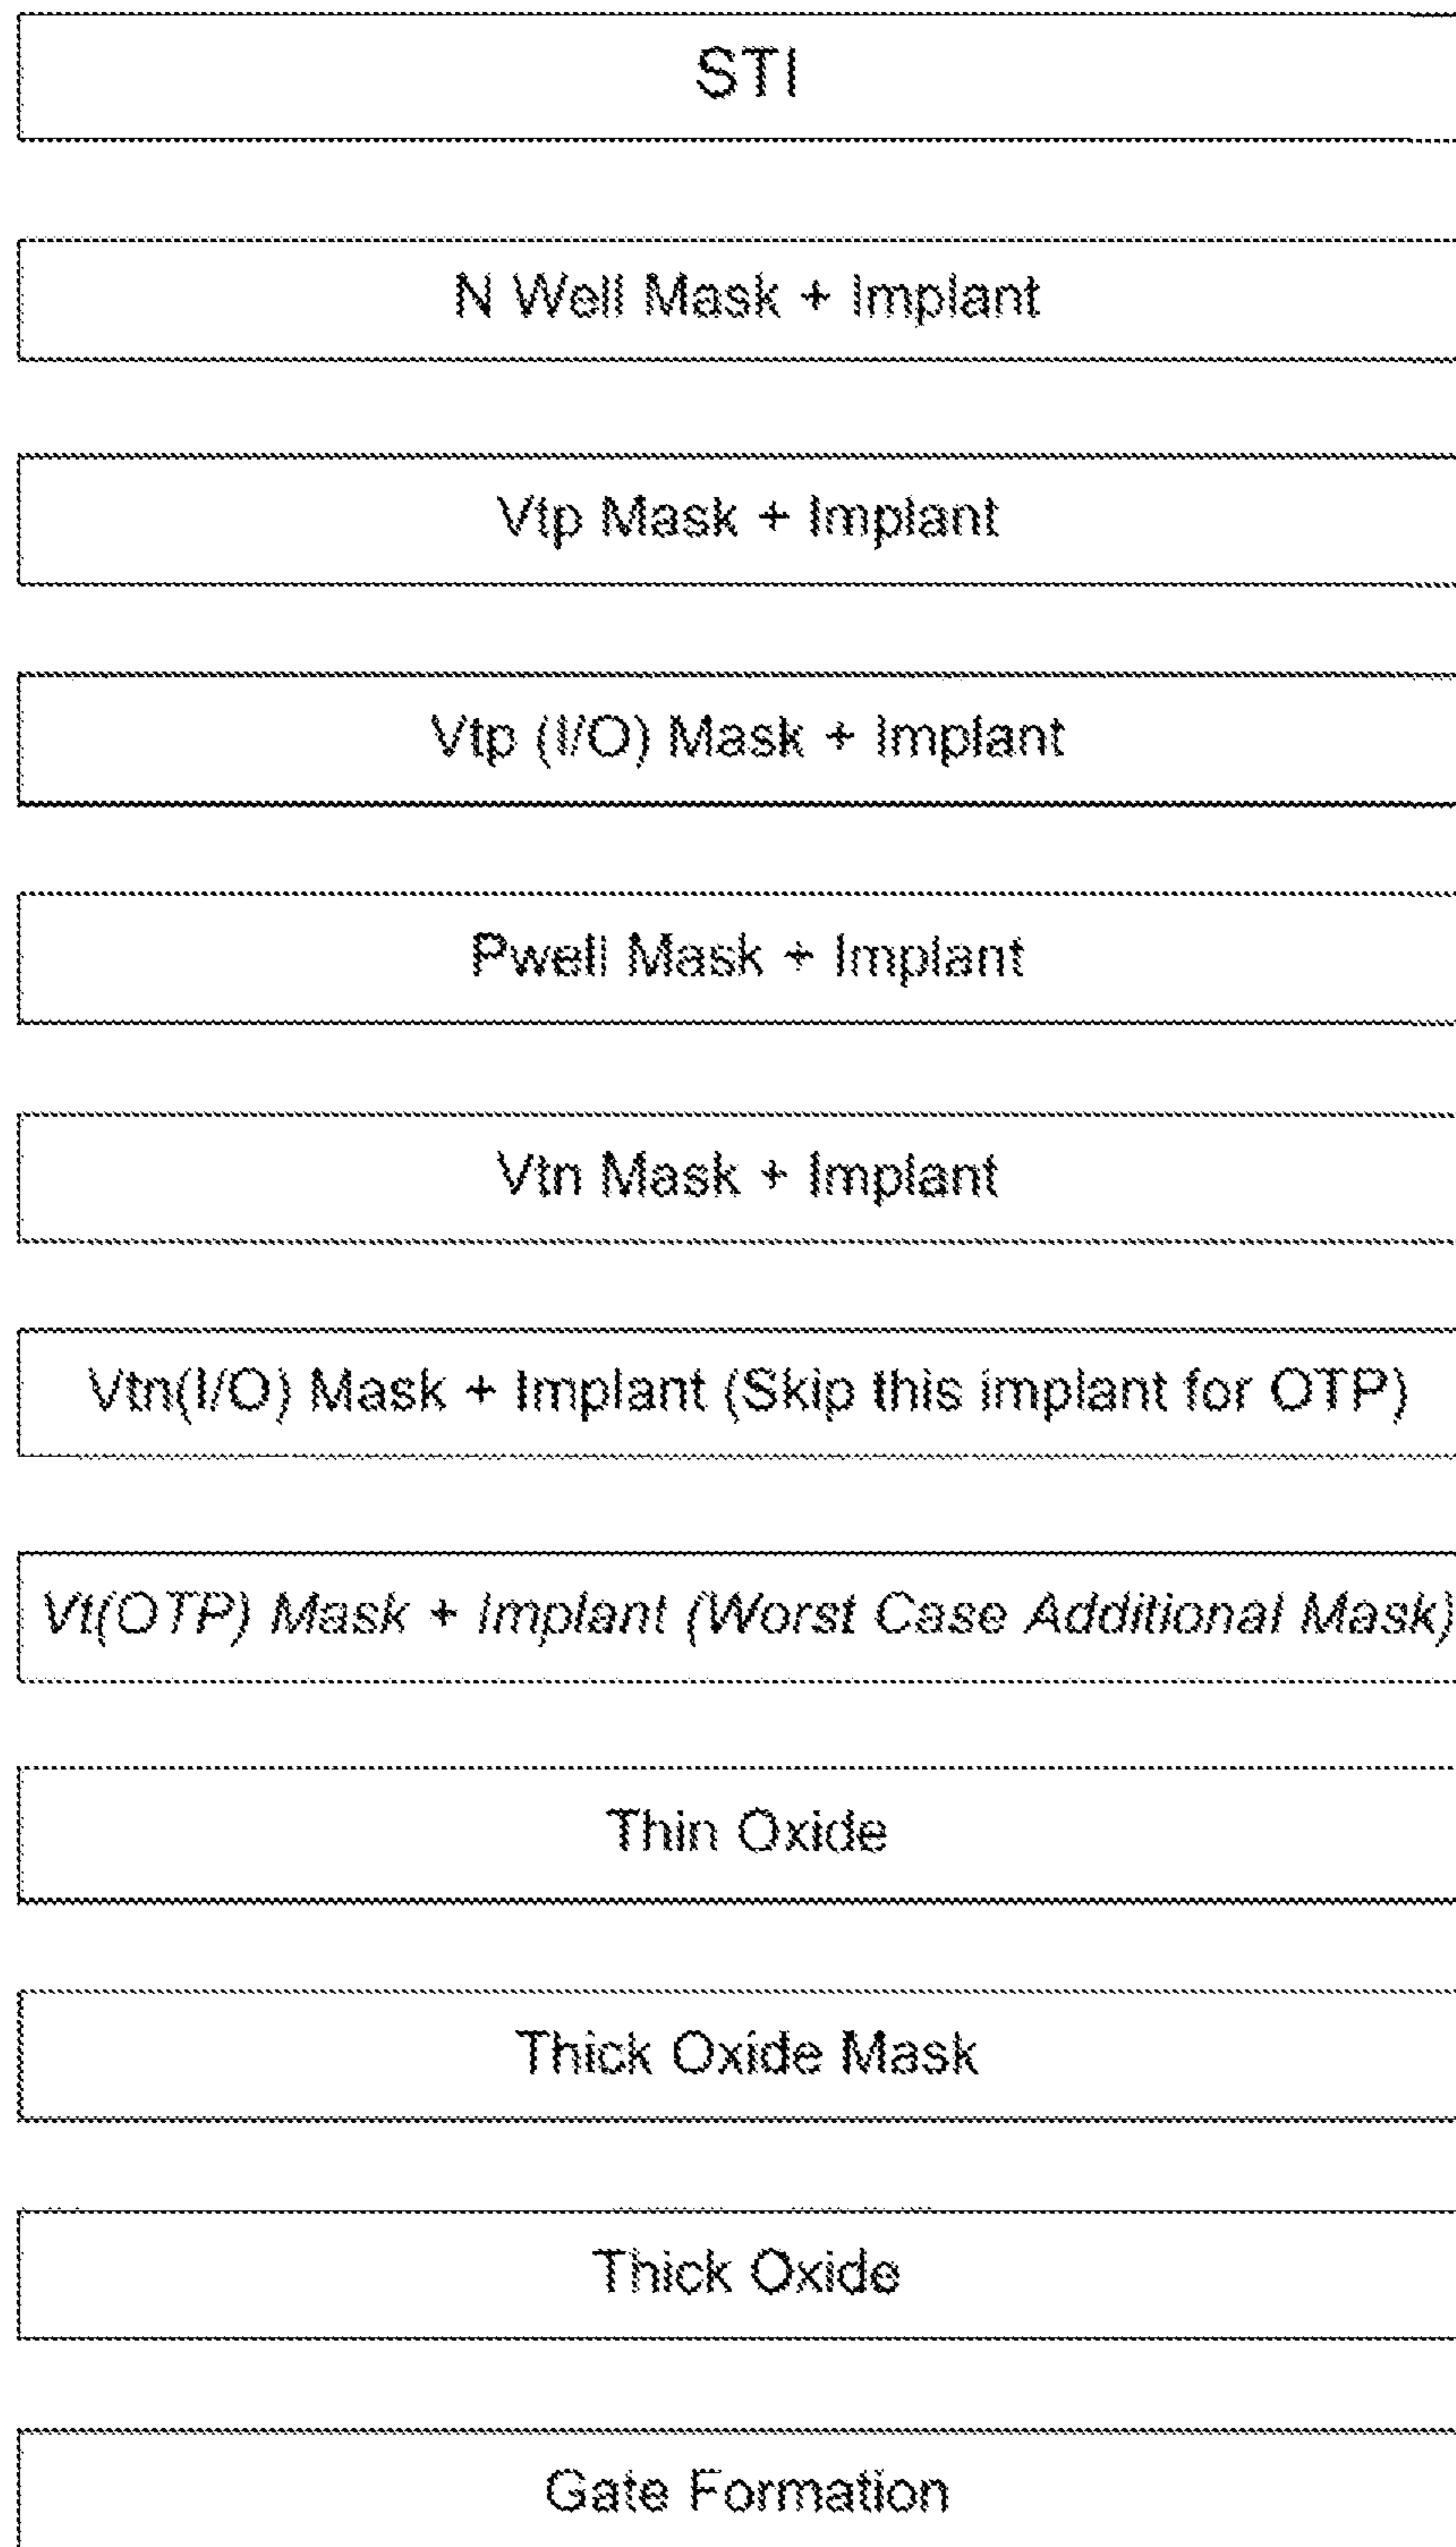 STI
N Well Mask + Implant
Vtp Mask + Implant
Vtp (I/O) Mask + Implant
Pwell Mask + Implant
Vtn Mask + Implant
Vtn(I/O) Mask + Implant (Skip this implant for OTP)
Vt(OTP) Mask + Implant (Worst Case Additional Mask)
Thin Oxide
Thick Oxide Mask
Thick Oxide
Gate Formation